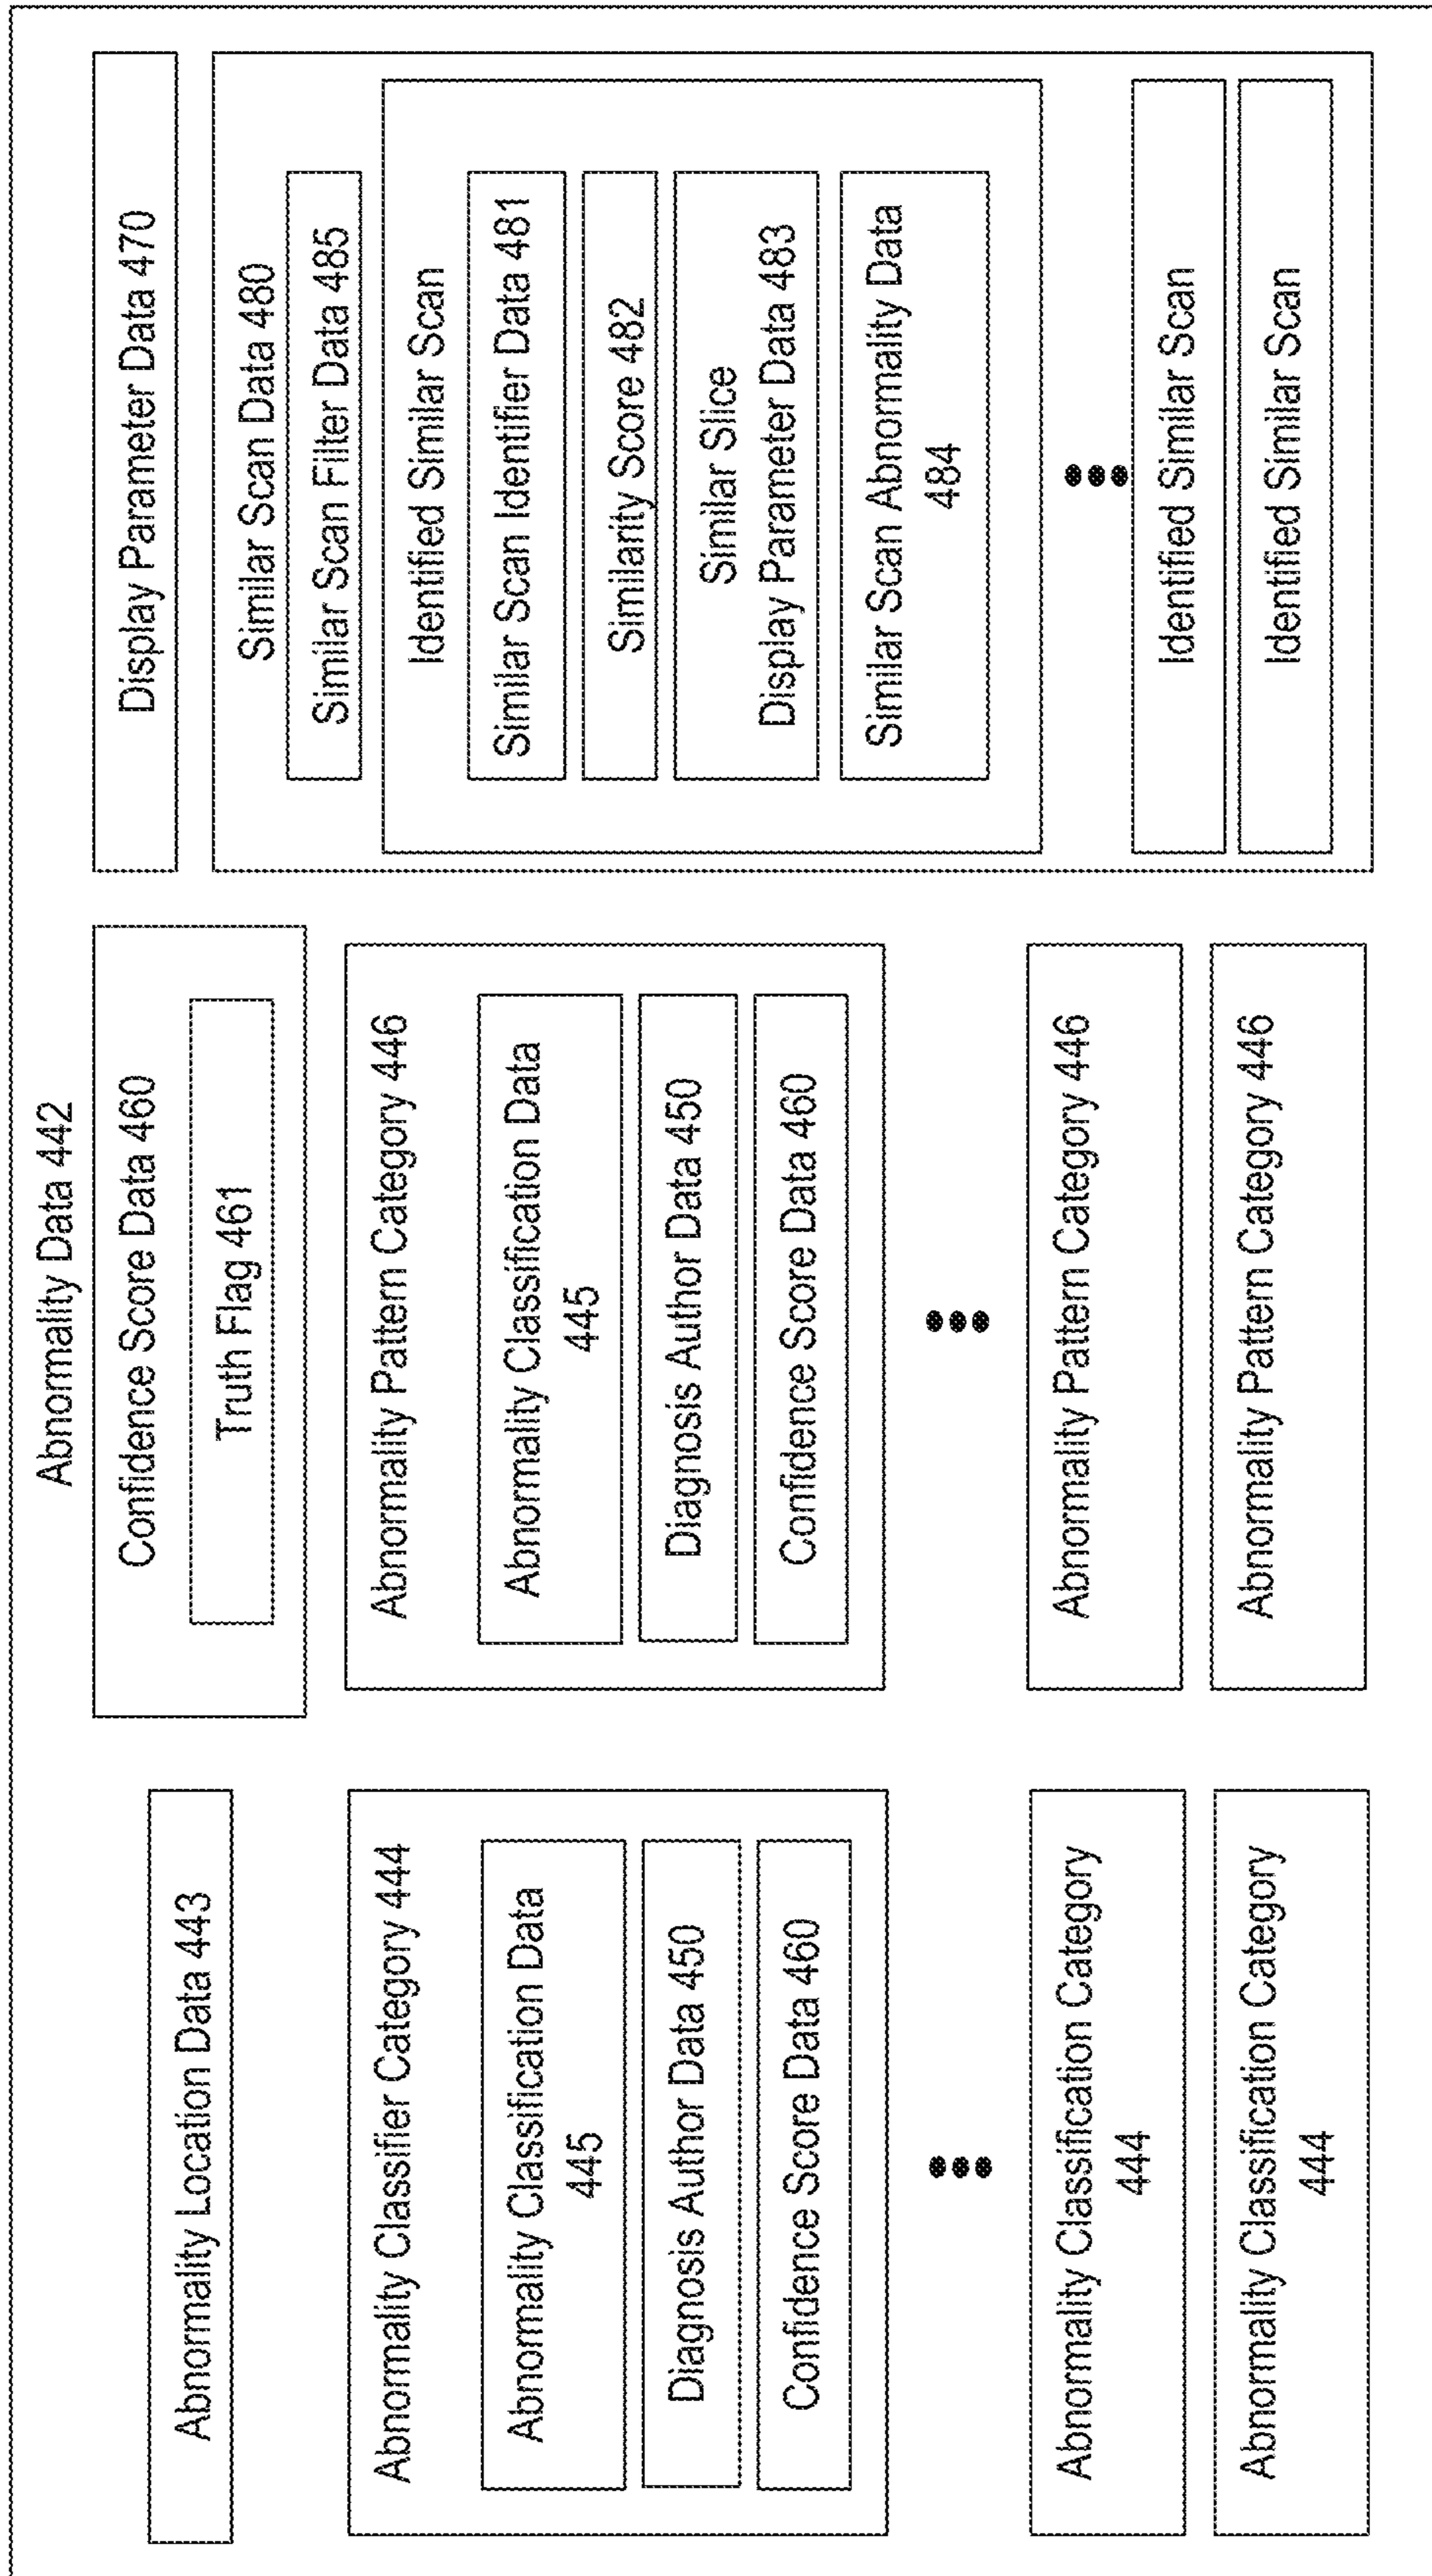 Abnormality Data 442
Abnormality Location Data 443
Abnormality Classifier Category 444
Abnormality Classification Data
445
Diagnosis Author Data 450
Confidence Score Data 460
Abnormality Classification Category
444
Abnormality Classification Category
444
Confidence Score Data 460
Truth Flag 461
Abnormality Pattern Category 446
Abnormality Classification Data
445
Diagnosis Author Data 450
Confidence Score Data 460
Abnormality Pattern Category 446
Abnormality Pattern Category 446
Display Parameter Data 470
Similar Scan Data 480
Similar Scan Filter Data 485
Identified Similar Scan
Similar Scan Identifier Data 481
Similarity Score 482
Similar Slice
Display Parameter Data 483
Similar Scan Abnormality Data
484
Identified Similar Scan
Identified Similar Scan